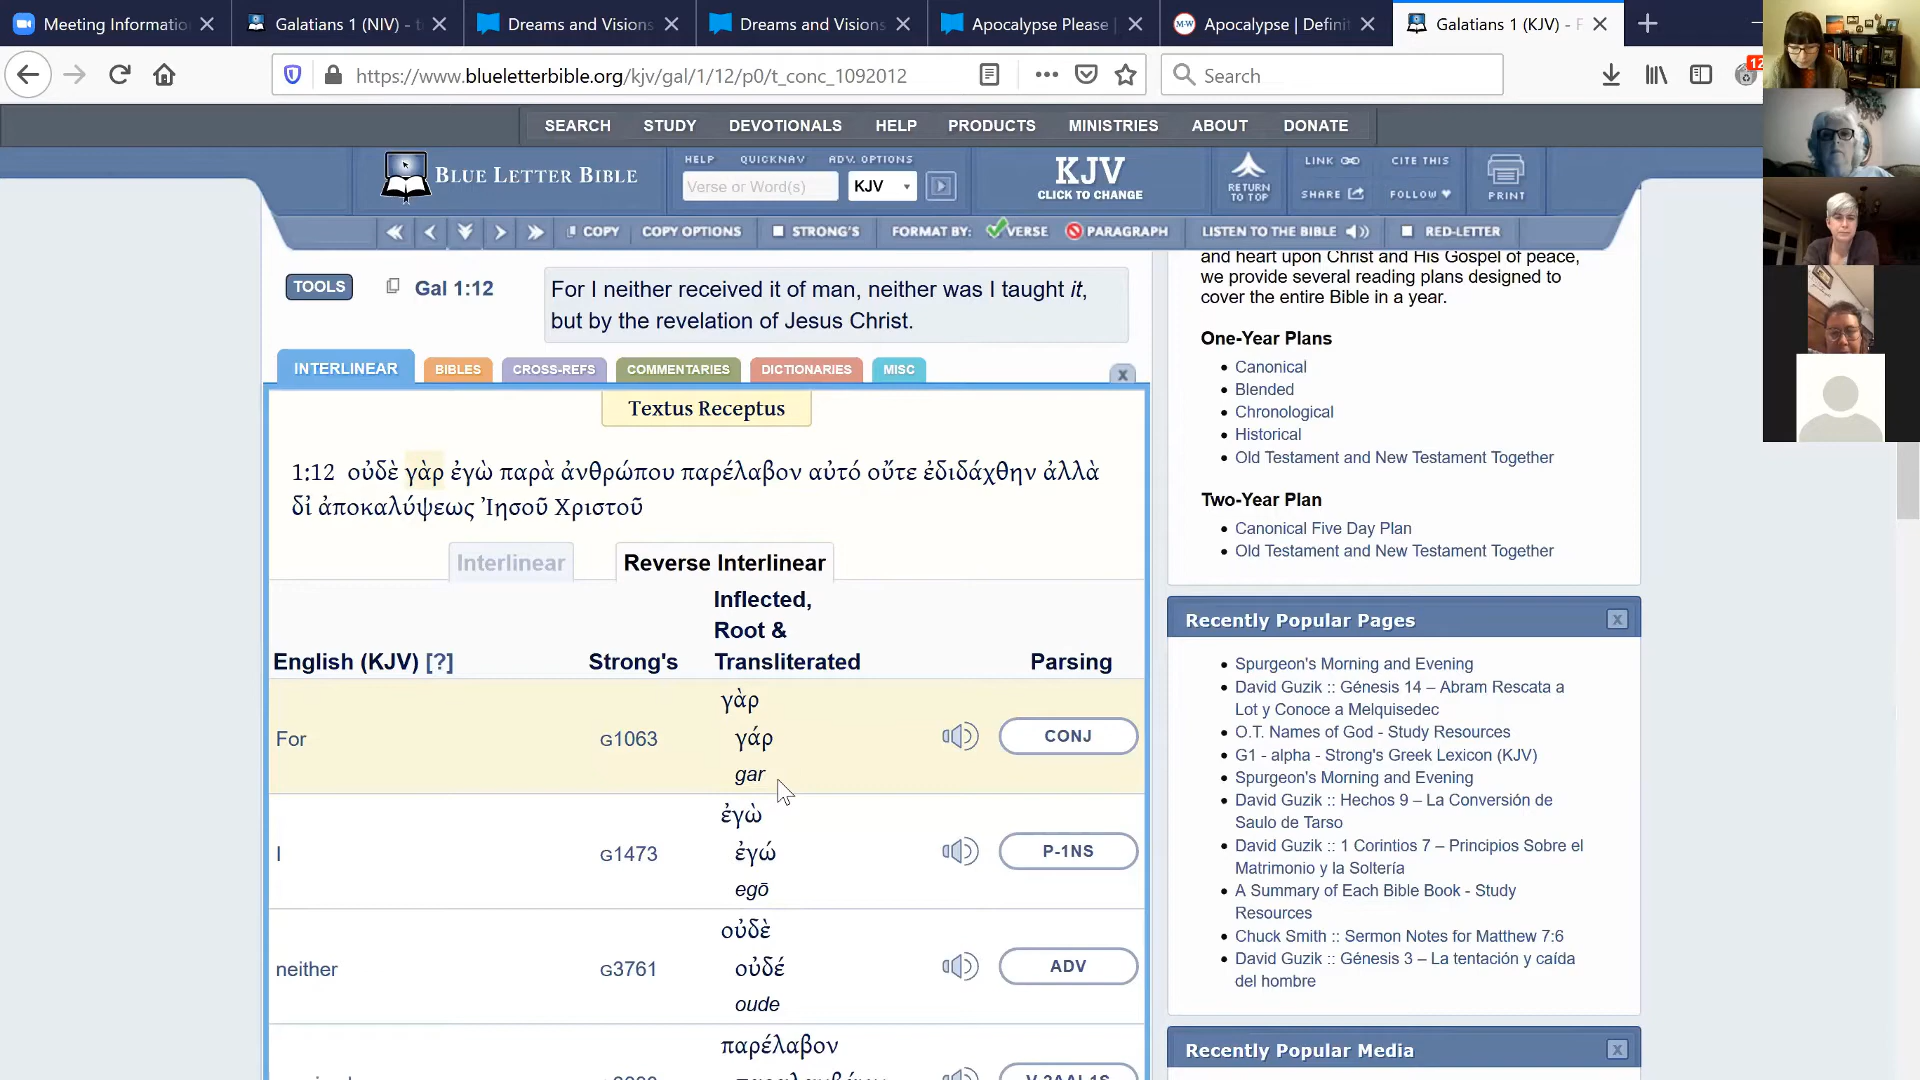 Meeting Informatio
Galatians 1 (NIV) - t
Dreams and Visions
Dreams and Visions
Apocalypse Please
M-W
Apocalypse | Definit
Galatians 1 (KJV) - F
https://www.blueletterbible.org/kjv/gal/1/12/p0/t_conc_1092012
Search
12
SEARCH STUDY DEVOTIONALS HELP PRODUCTS MINISTRIES ABOUT DONATE
BLUE LETTER BIBLE
HELP QUICKNAV ADV. OPTIONS
Verse or Word(s) KJV
KJV
CLICK TO CHANGE
RETURN
TO TOP
LINK CITE THIS
SHARE FOLLOW
PRINT
COPY COPY OPTIONS STRONG'S FORMAT BY: VERSE PARAGRAPH LISTEN TO THE BIBLE RED-LETTER
TOOLS Gal 1:12
For I neither received it of man, neither was I taught it,
but by the revelation of Jesus Christ.
INTERLINEAR BIBLES CROSS-REFS COMMENTARIES DICTIONARIES MISC X
Textus Receptus
1:12 οὐδὲ γὰρ ἐγὼ παρὰ ἀνθρώπου παρέλαβον αὐτό οὔτε ἐδιδάχθην ἀλλὰ
δι᾽ ἀποκαλύψεως Ἰησοῦ Χριστοῦ
Interlinear Reverse Interlinear
English (KJV) [?] Strong's
Inflected,
Root &
Transliterated
Parsing
For G1063
γὰρ
γάρ
gar
CONJ
I G1473
ἐγὼ
ἐγώ
egō
P-1NS
neither G3761
οὐδὲ
οὐδέ
oude
ADV
παρέλαβον
and heart upon Christ and His Gospel of peace,
we provide several reading plans designed to
cover the entire Bible in a year.
One-Year Plans
Canonical
Blended
Chronological
Historical
Old Testament and New Testament Together
Two-Year Plan
Canonical Five Day Plan
Old Testament and New Testament Together
Recently Popular Pages X
Spurgeon's Morning and Evening
David Guzik :: Génesis 14 – Abram Rescata a
Lot y Conoce a Melquisedec
O.T. Names of God - Study Resources
G1 - alpha - Strong's Greek Lexicon (KJV)
Spurgeon's Morning and Evening
David Guzik :: Hechos 9 – La Conversión de
Saulo de Tarso
David Guzik :: 1 Corintios 7 – Principios Sobre el
Matrimonio y la Soltería
A Summary of Each Bible Book - Study
Resources
Chuck Smith :: Sermon Notes for Matthew 7:6
David Guzik :: Génesis 3 – La tentación y caída
del hombre
Recently Popular Media X